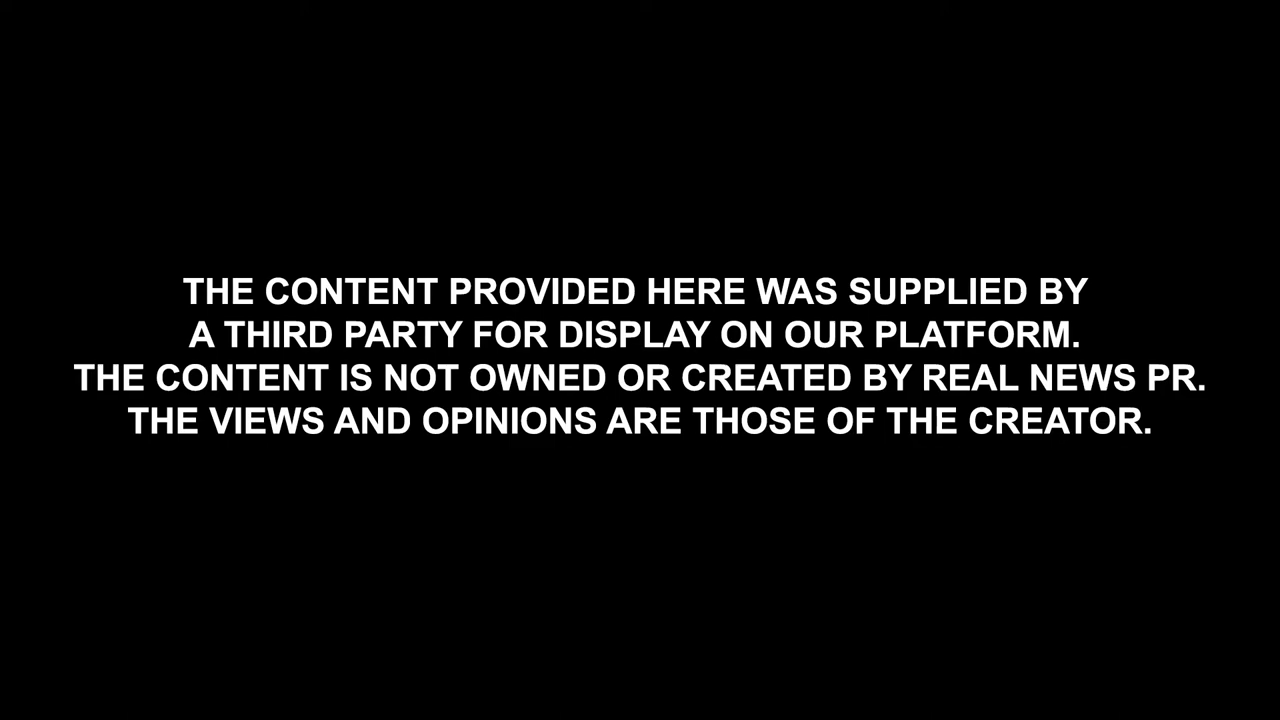 THE CONTENT PROVIDED HERE WAS SUPPLIED BY
A THIRD PARTY FOR DISPLAY ON OUR PLATFORM.
THE CONTENT IS NOT OWNED OR CREATED BY REAL NEWS PR.
THE VIEWS AND OPINIONS ARE THOSE OF THE CREATOR.